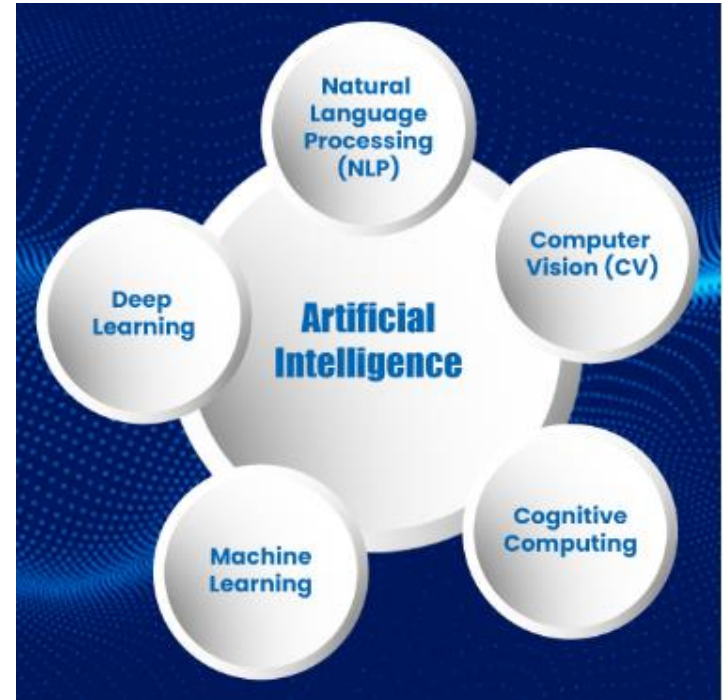 Natural
Language
Processing
(NLP)
Computer
Vision (CV)
Deep
Learning
Artificial
Intelligence
Cognitive
Computing
Machine
Learning